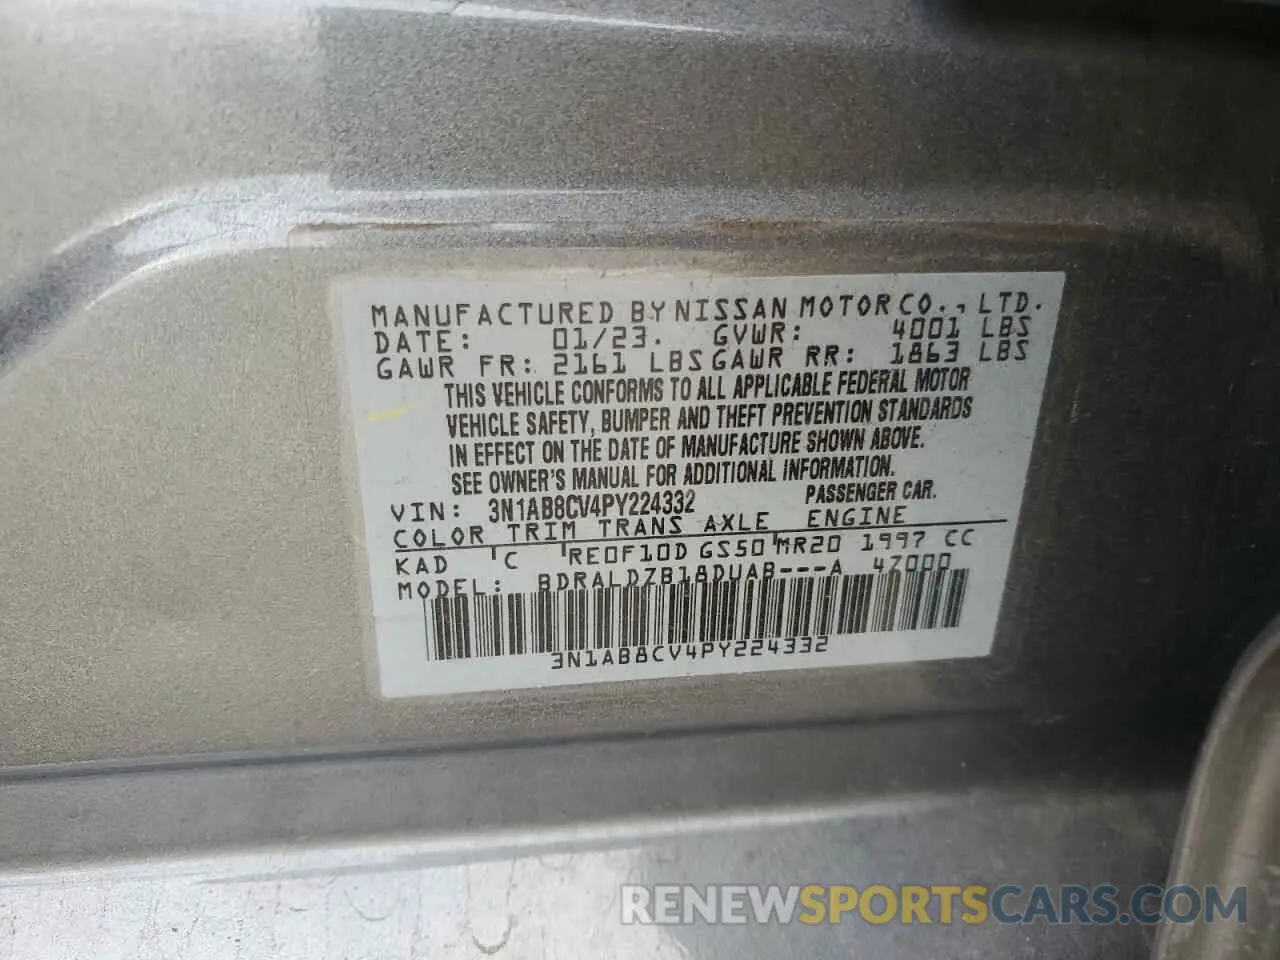 MANUFACTURED BY NISSAN MOTOR CO., LTD.
DATE: 01/23. GVWR: 4001 LBS
GAWR FR: 2161 LBS GAWR RR: 1863 LBS
THIS VEHICLE CONFORMS TO ALL APPLICABLE FEDERAL MOTOR
VEHICLE SAFETY, BUMPER AND THEFT PREVENTION STANDARDS
IN EFFECT ON THE DATE OF MANUFACTURE SHOWN ABOVE.
SEE OWNER'S MANUAL FOR ADDITIONAL INFORMATION.
VIN: 3N1AB8CV4PY224332 PASSENGER CAR.
COLOR TRIM TRANS AXLE ENGINE
KAD C RE0F10D GS50 MR20 1997 CC
MODEL: BDRALDZB18DUAB---A 47000
3N1AB8CV4PY224332
RENEWSPORTSCARS.COM